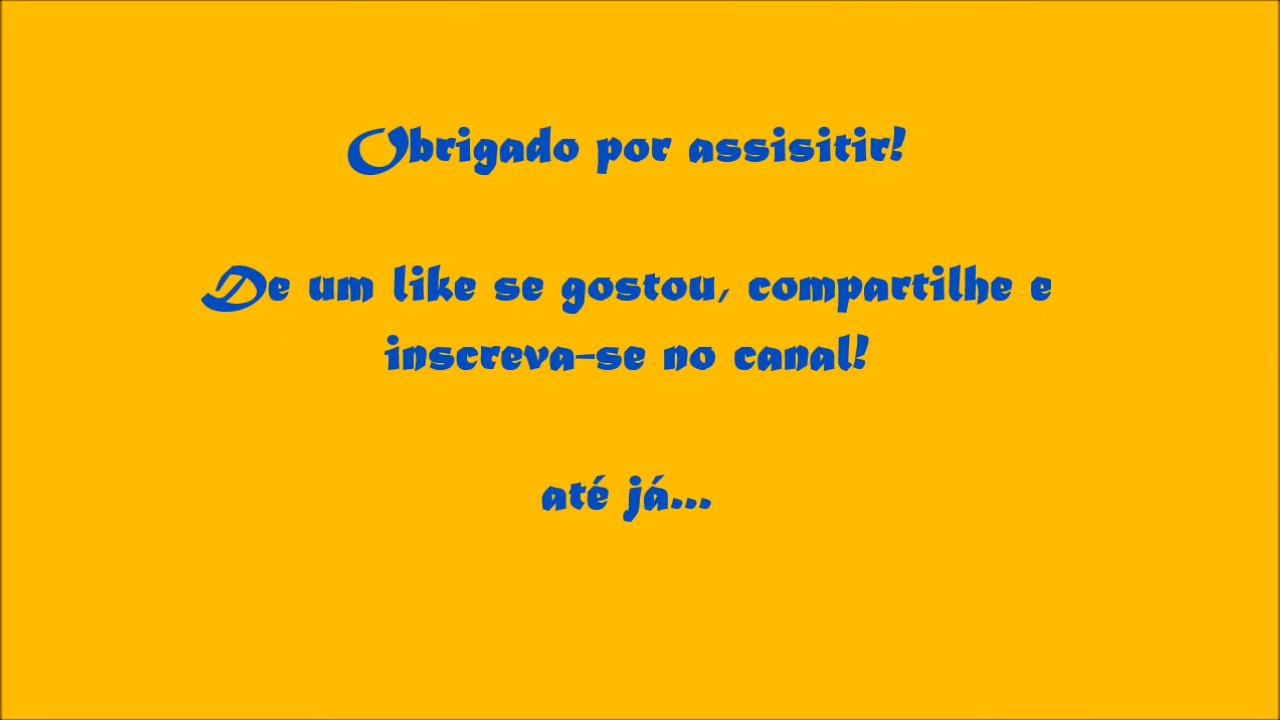 Obrigado por assisitir!
De um like se gostou, compartilhe e
inscreva-se no canal!
até já...